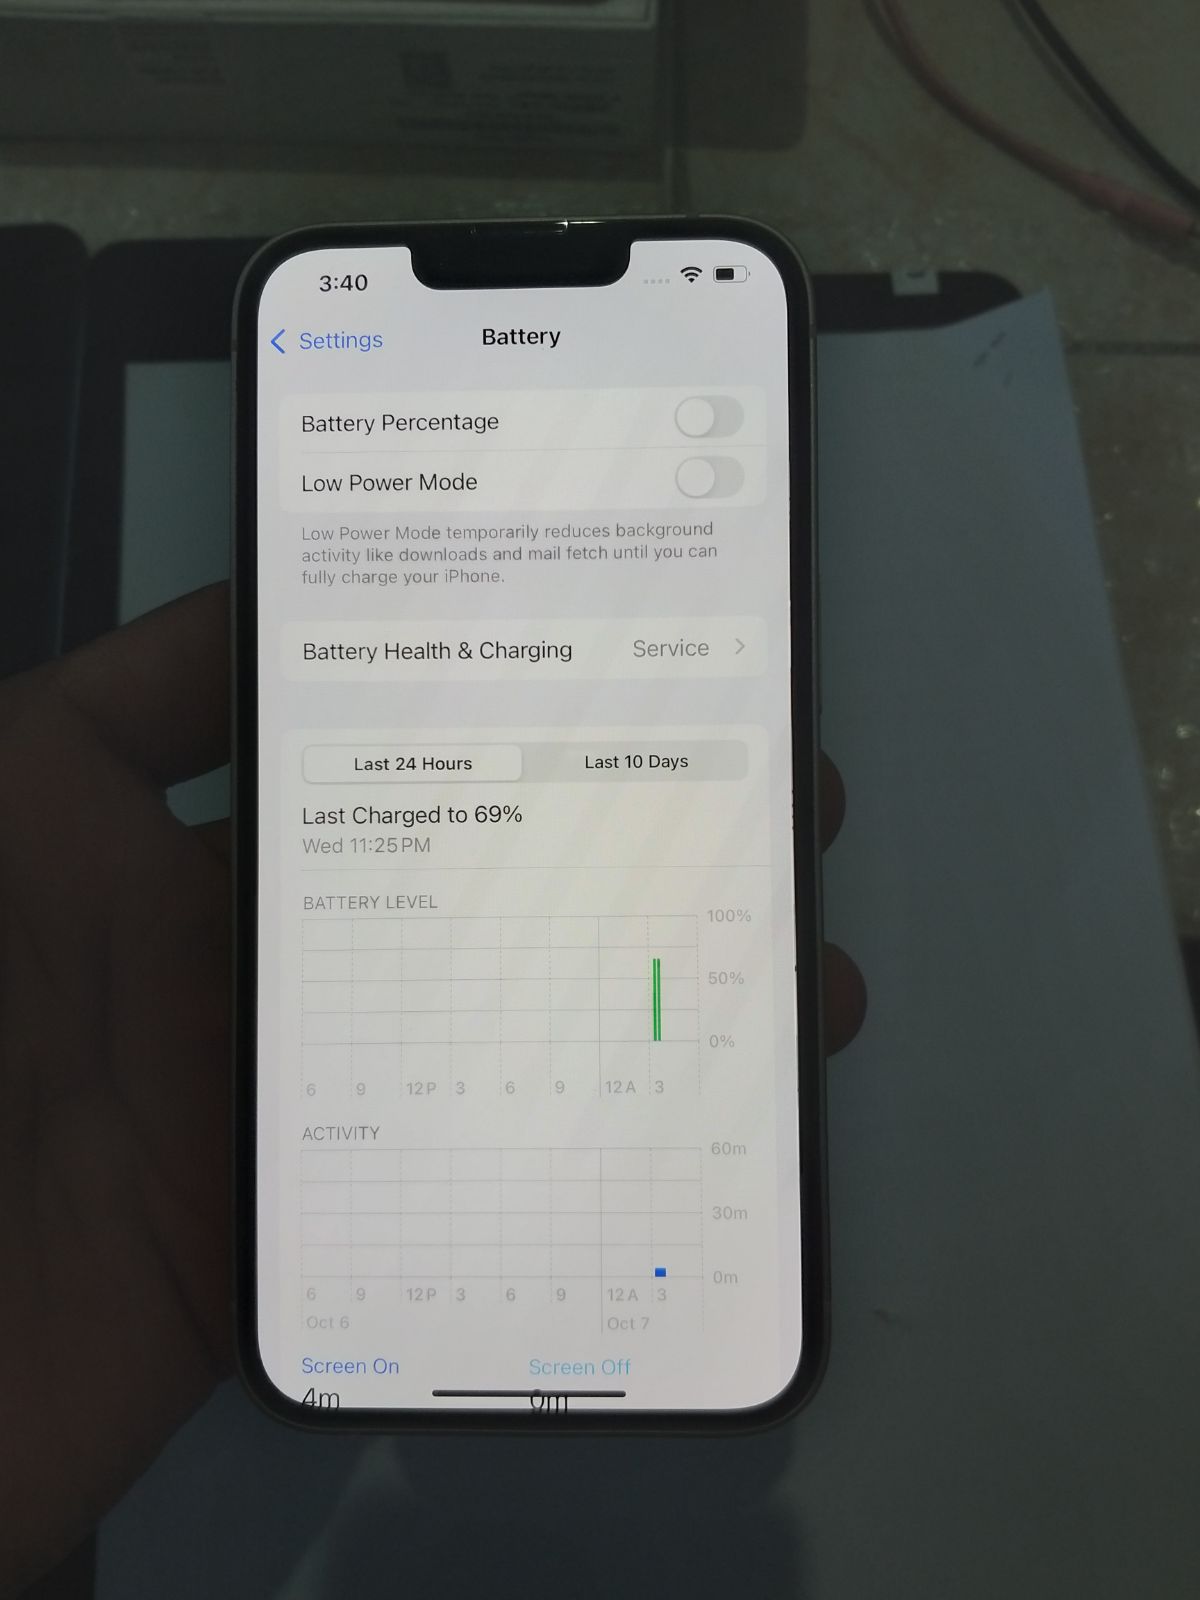 3:40
Settings
Battery
Battery Percentage
Low Power Mode
Low Power Mode temporarily reduces background
activity like downloads and mail fetch until you can
fully charge your iPhone.
Battery Health & Charging Service
Last 24 Hours Last 10 Days
Last Charged to 69%
Wed 11:25 PM
BATTERY LEVEL
100%
50%
0%
6 9 12 P 3 6 9 12 A 3
ACTIVITY
60m
30m
0m
6 9 12 P 3 6 9 12 A 3
Oct 6 Oct 7
Screen On Screen Off
4m 0m